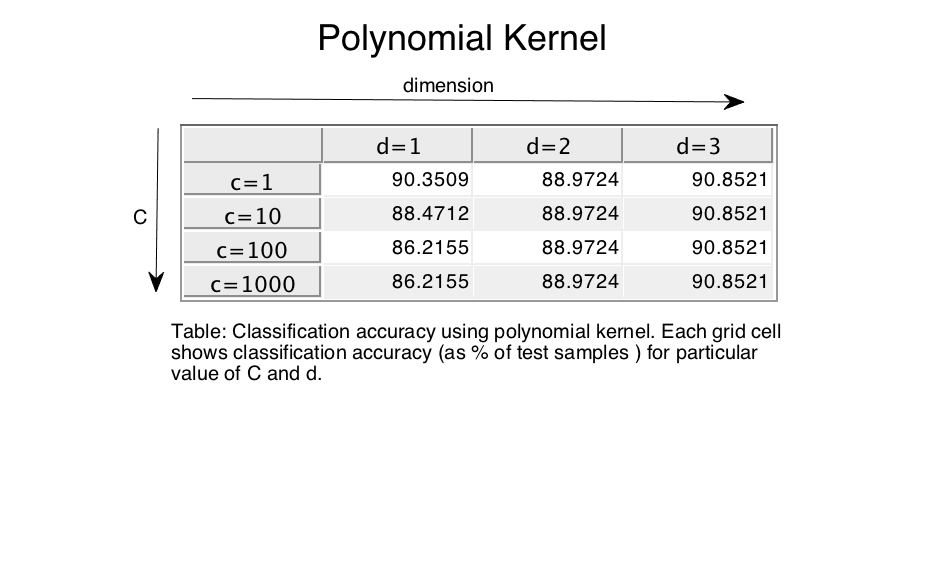 Polynomial Kernel
dimension
d=1 d=2 d=3
c=1 90.3509 88.9724 90.8521
C
c=10 88.4712 88.9724 90.8521
c=100 86.2155 88.9724 90.8521
c=1000 86.2155 88.9724 90.8521
Table: Classification accuracy using polynomial kernel. Each grid cell
shows classification accuracy (as % of test samples ) for particular
value of C and d.